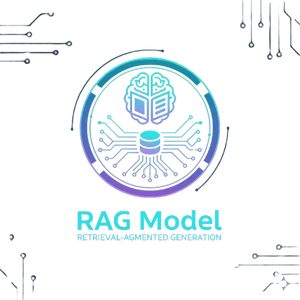 RAG Model
RETRIEVAL-AGMENTED GENERATION